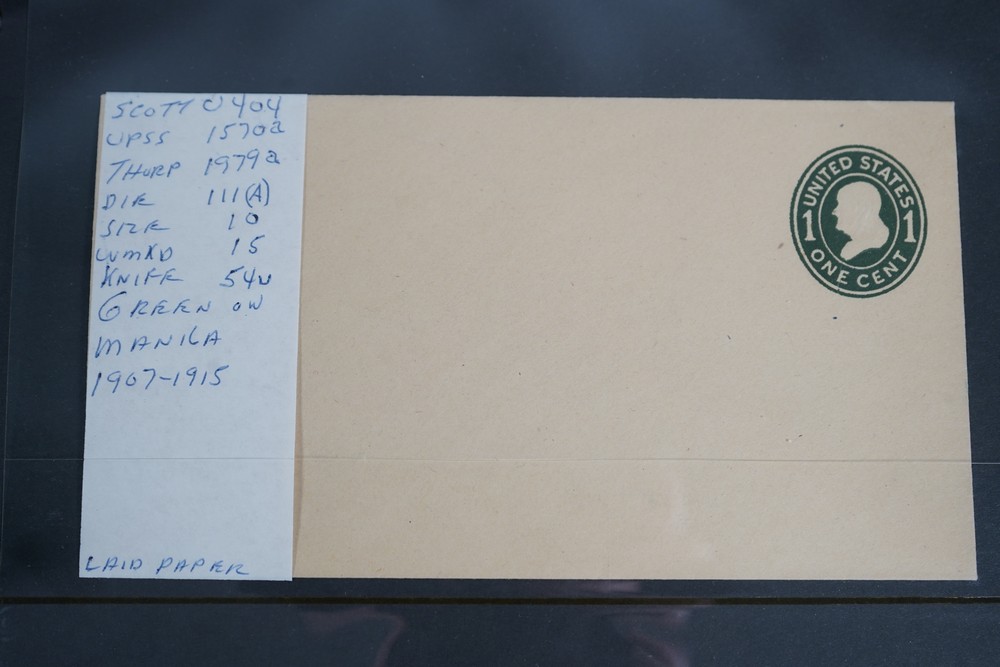 SCOTT U404
UPSS 1570a
THORP 1979a
DIE 111(A)
SIZE 10
WMKD 15
KNIFE 54U
GREEN ON
MANILA
1907-1915
LAID PAPER
UNITED STATES
1 1
ONE CENT